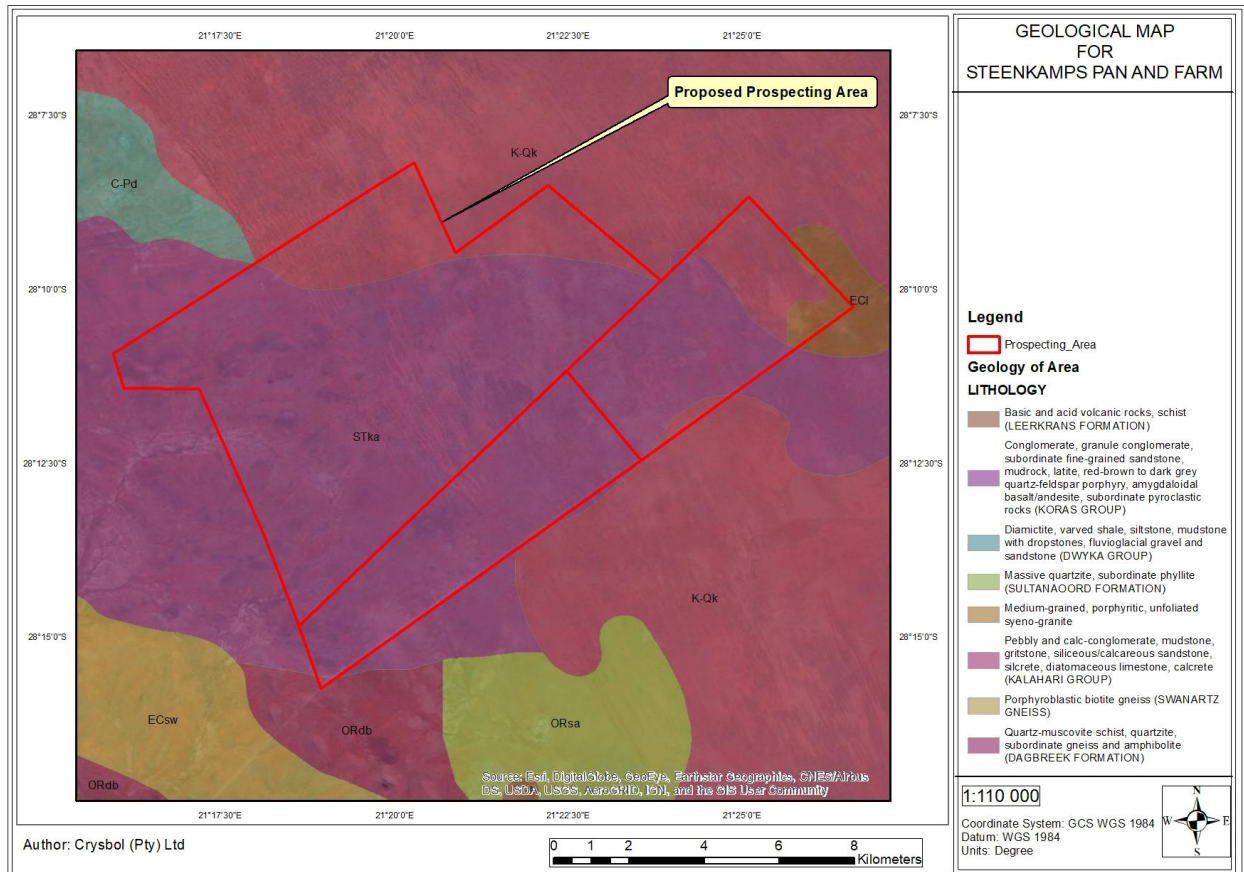 21°17'30"E
21°20'0"E
21°22'30"E
21°25'0"E
28°7'30"S
28°10'0"S
28°12'30"S
28°15'0"S
Proposed Prospecting Area
K-Qk
C-Pd
ECl
STka
K-Qk
ECsw
ORdb
ORsa
ORdb
Source: Esri, DigitalGlobe, GeoEye, Earthstar Geographics, CNES/Airbus
DS, USDA, USGS, AeroGRID, IGN, and the GIS User Community
28°7'30"S
28°10'0"S
28°12'30"S
28°15'0"S
21°17'30"E
21°20'0"E
21°22'30"E
21°25'0"E
Author: Crysbol (Pty) Ltd
0 1 2 4 6 8
Kilometers
GEOLOGICAL MAP
FOR
STEENKAMPS PAN AND FARM
Legend
Prospecting_Area
Geology of Area
LITHOLOGY
Basic and acid volcanic rocks, schist
(LEERKRANS FORMATION)
Conglomerate, granule conglomerate,
subordinate fine-grained sandstone,
mudrock, latite, red-brown to dark grey
quartz-feldspar porphyry, amygdaloidal
basalt/andesite, subordinate pyroclastic
rocks (KORAS GROUP)
Diamictite, varved shale, siltstone, mudstone
with dropstones, fluvioglacial gravel and
sandstone (DWYKA GROUP)
Massive quartzite, subordinate phyllite
(SULTANAOORD FORMATION)
Medium-grained, porphyritic, unfoliated
syeno-granite
Pebbly and calc-conglomerate, mudstone,
gritstone, siliceous/calcareous sandstone,
silcrete, diatomaceous limestone, calcrete
(KALAHARI GROUP)
Porphyroblastic biotite gneiss (SWANARTZ
GNEISS)
Quartz-muscovite schist, quartzite,
subordinate gneiss and amphibolite
(DAGBREEK FORMATION)
1:110 000
Coordinate System: GCS WGS 1984
Datum: WGS 1984
Units: Degree
N
W E
S